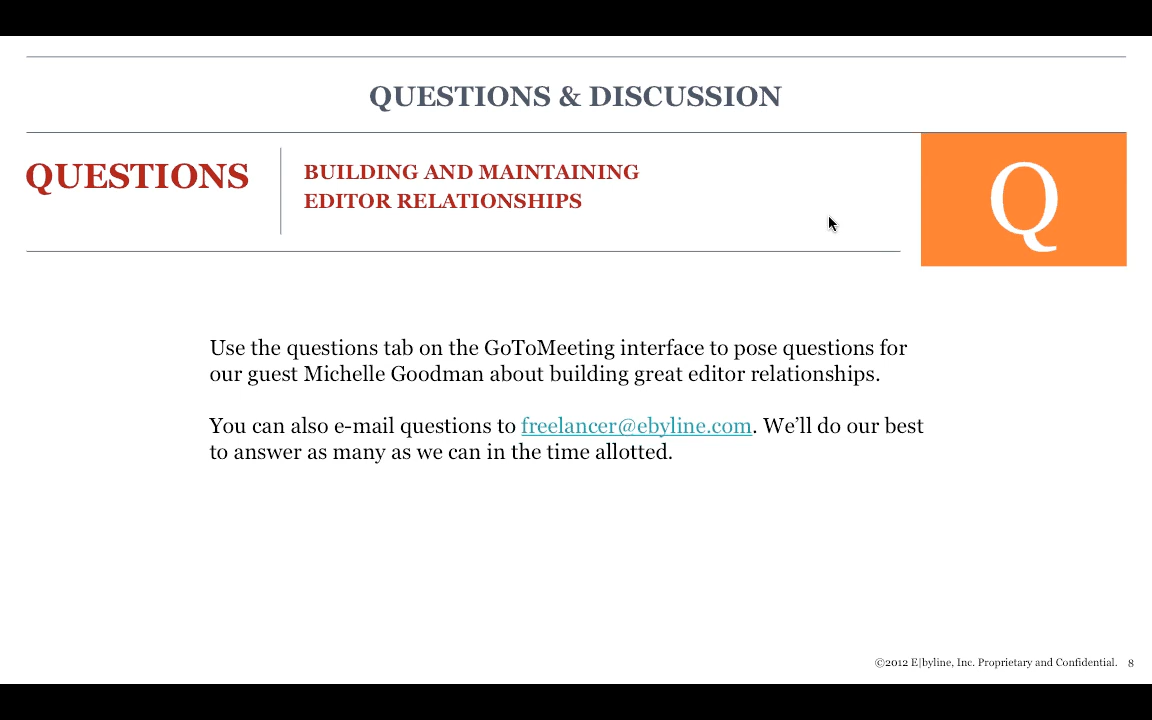 QUESTIONS & DISCUSSION
QUESTIONS
BUILDING AND MAINTAINING
EDITOR RELATIONSHIPS
Q
Use the questions tab on the GoToMeeting interface to pose questions for
our guest Michelle Goodman about building great editor relationships.
You can also e-mail questions to freelancer@ebyline.com. We’ll do our best
to answer as many as we can in the time allotted.
©2012 E|byline, Inc. Proprietary and Confidential. 8